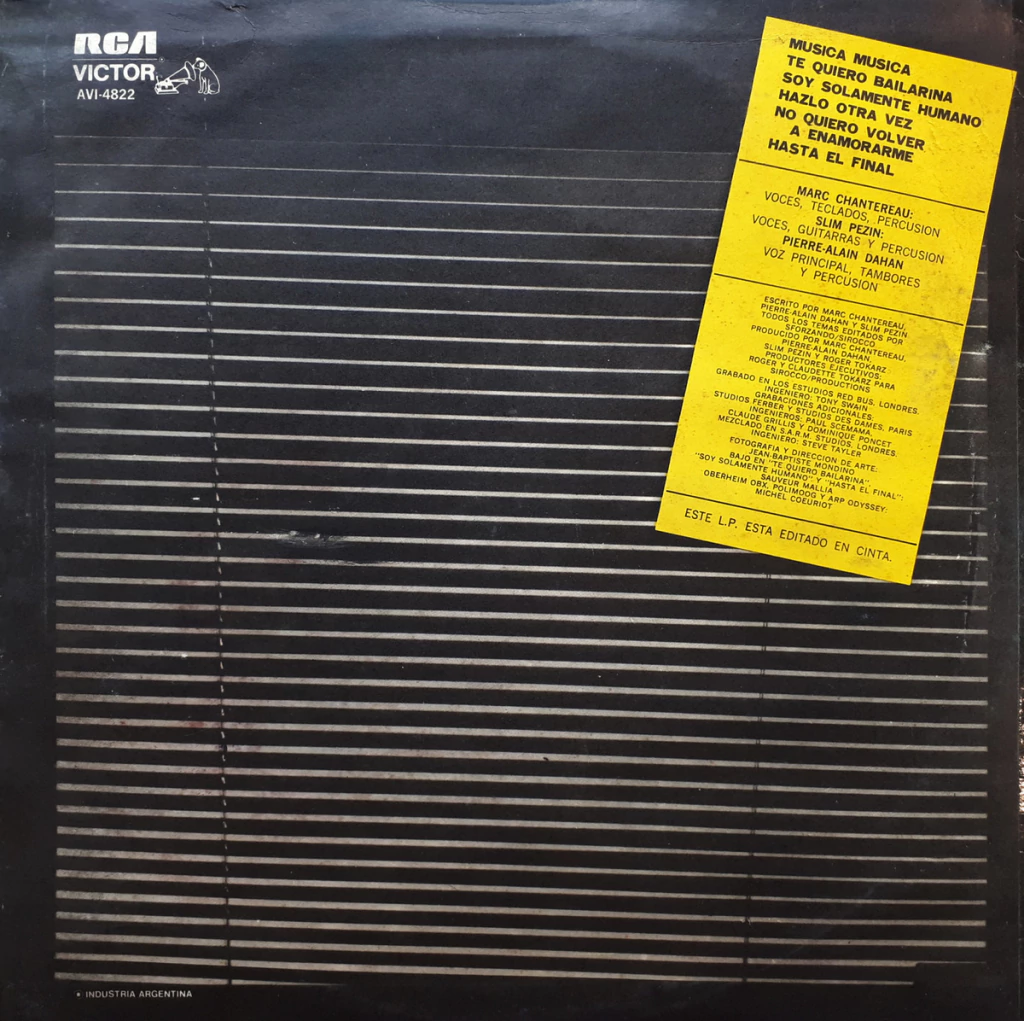 RCA
VICTOR
AVI-4822
MUSICA MUSICA
TE QUIERO BAILARINA
SOY SOLAMENTE HUMANO
HAZLO OTRA VEZ
NO QUIERO VOLVER
A ENAMORARME
HASTA EL FINAL
MARC CHANTEREAU:
VOCES, TECLADOS, PERCUSION
SLIM PEZIN:
VOCES, GUITARRAS Y PERCUSION
PIERRE-ALAIN DAHAN
VOZ PRINCIPAL, TAMBORES
Y PERCUSION
ESCRITO POR MARC CHANTEREAU,
PIERRE-ALAIN DAHAN Y SLIM PEZIN
TODOS LOS TEMAS EDITADOS POR
SFORZANDO/SIROCCO
PRODUCIDO POR MARC CHANTEREAU,
PIERRE-ALAIN DAHAN,
SLIM PEZIN Y ROGER TOKARZ
PRODUCTORES EJECUTIVOS:
ROGER Y CLAUDETTE TOKARZ PARA
SIROCCO/PRODUCTIONS
GRABADO EN LOS ESTUDIOS RED BUS, LONDRES.
INGENIERO: TONY SWAIN
GRABACIONES ADICIONALES:
STUDIOS FERBER Y STUDIOS DES DAMES, PARIS
INGENIEROS: PAUL SCEMAMA,
CLAUDE GRILLIS Y DOMINIQUE PONCET
MEZCLADO EN S.A.R.M. STUDIOS, LONDRES.
INGENIERO: STEVE TAYLER
FOTOGRAFIA Y DIRECCION DE ARTE:
JEAN-BAPTISTE MONDINO
BAJO EN "TE QUIERO BAILARINA",
"SOY SOLAMENTE HUMANO" Y "HASTA EL FINAL":
SAUVEUR MALLIA
OBERHEIM OBX, POLIMOOG Y ARP ODYSSEY:
MICHEL COEURIOT
ESTE L.P. ESTA EDITADO EN CINTA.
• INDUSTRIA ARGENTINA